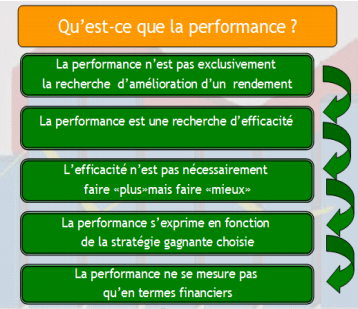 Qu'est-ce que la performance ?
La performance n'est pas exclusivement
la recherche d'amélioration d'un rendement
La performance est une recherche d'efficacité
L'efficacité n'est pas nécessairement
faire «plus»mais faire «mieux»
La performance s'exprime en fonction
de la stratégie gagnante choisie
La performance ne se mesure pas
qu'en termes financiers